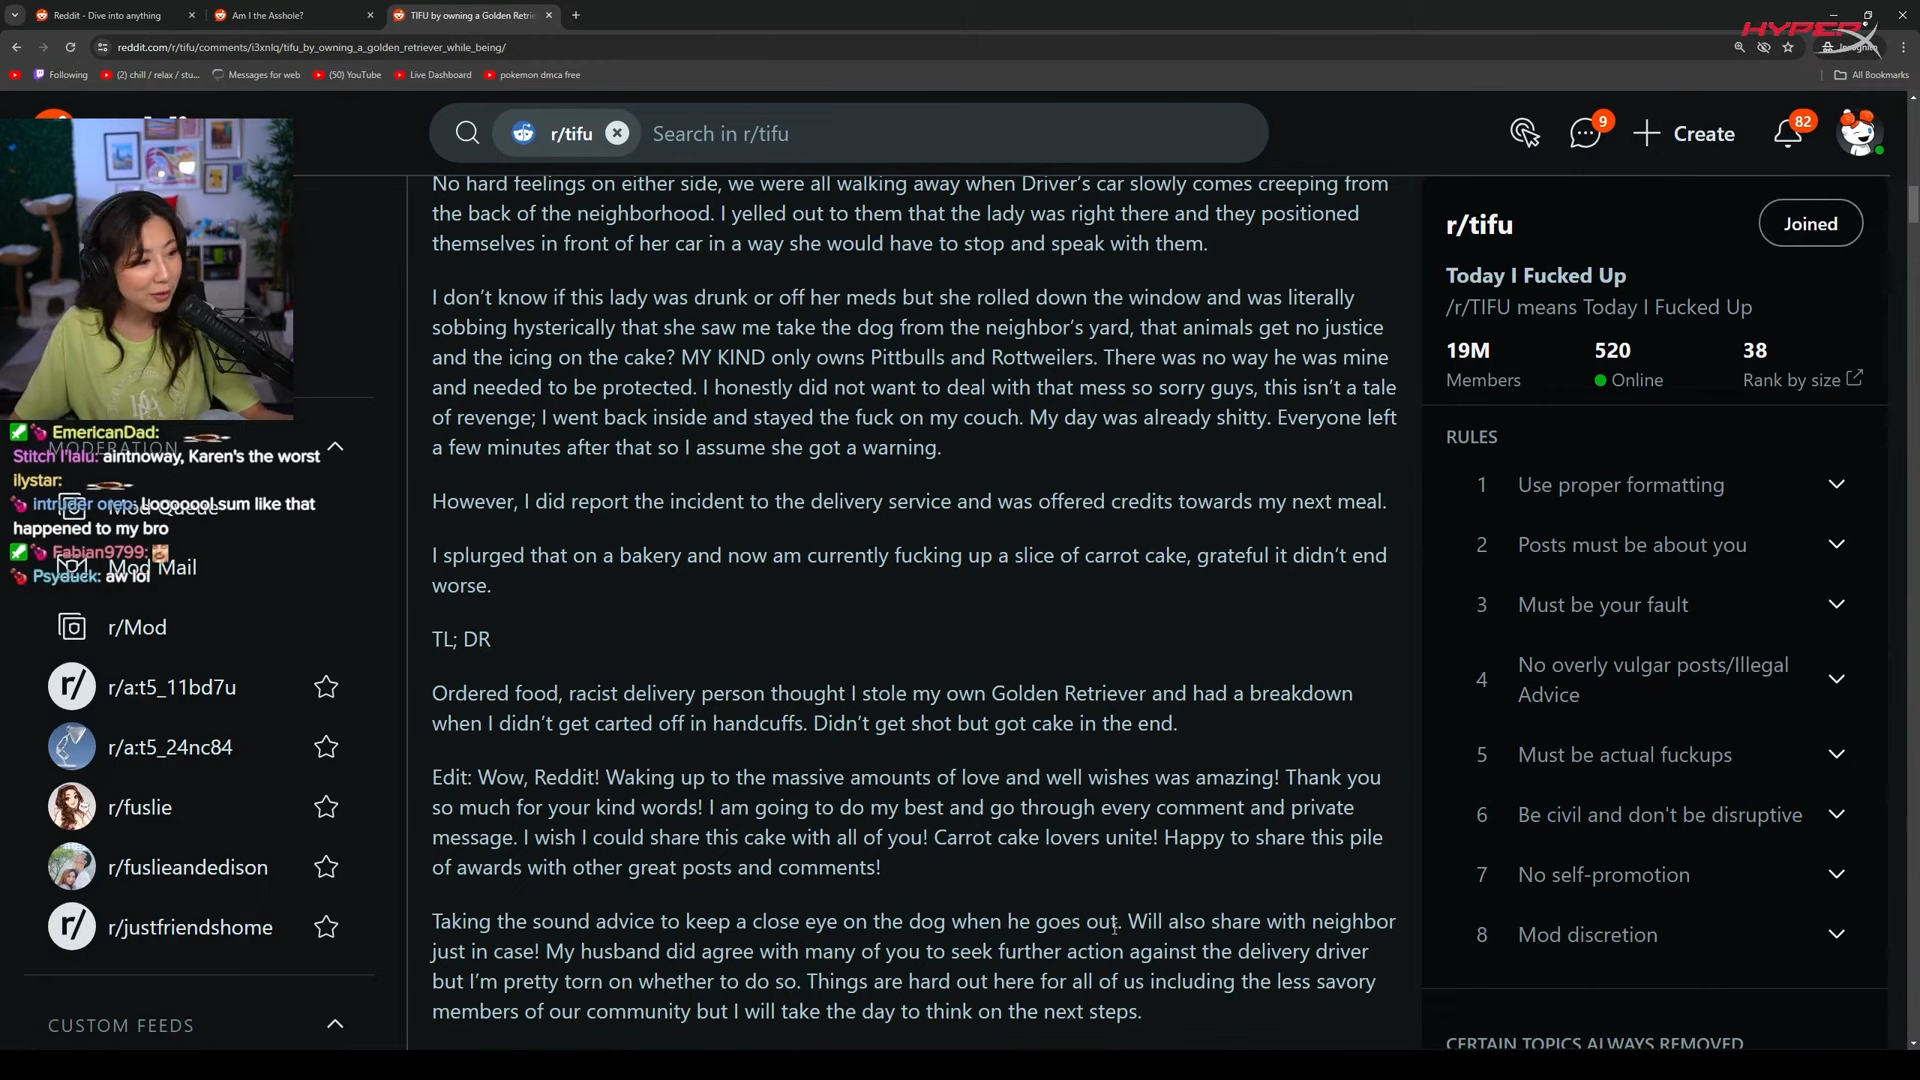 Reddit - Dive into anything
Am I the Asshole?
TIFU by owning a Golden Retrie
HYPERX
reddit.com/r/tifu/comments/i3xnlq/tifu_by_owning_a_golden_retriever_while_being/
Following
(2) chill / relax / stu...
Messages for web
(50) YouTube
Live Dashboard
pokemon dmca free
All Bookmarks
r/tifu
Search in r/tifu
9
Create
82
No hard feelings on either side, we were all walking away when Driver's car slowly comes creeping from
the back of the neighborhood. I yelled out to them that the lady was right there and they positioned
themselves in front of her car in a way she would have to stop and speak with them.
I don't know if this lady was drunk or off her meds but she rolled down the window and was literally
sobbing hysterically that she saw me take the dog from the neighbor's yard, that animals get no justice
and the icing on the cake? MY KIND only owns Pittbulls and Rottweilers. There was no way he was mine
and needed to be protected. I honestly did not want to deal with that mess so sorry guys, this isn't a tale
of revenge; I went back inside and stayed the fuck on my couch. My day was already shitty. Everyone left
a few minutes after that so I assume she got a warning.
However, I did report the incident to the delivery service and was offered credits towards my next meal.
I splurged that on a bakery and now am currently fucking up a slice of carrot cake, grateful it didn't end
worse.
TL; DR
Ordered food, racist delivery person thought I stole my own Golden Retriever and had a breakdown
when I didn't get carted off in handcuffs. Didn't get shot but got cake in the end.
Edit: Wow, Reddit! Waking up to the massive amounts of love and well wishes was amazing! Thank you
so much for your kind words! I am going to do my best and go through every comment and private
message. I wish I could share this cake with all of you! Carrot cake lovers unite! Happy to share this pile
of awards with other great posts and comments!
Taking the sound advice to keep a close eye on the dog when he goes out. Will also share with neighbor
just in case! My husband did agree with many of you to seek further action against the delivery driver
but I'm pretty torn on whether to do so. Things are hard out here for all of us including the less savory
members of our community but I will take the day to think on the next steps.
EmericanDad:
MODERATION
Stitch l'lalu: aintnoway, Karen's the worst
ilystar:
intruder oreo: Looooool sum like that
happened to my bro
Mod Queue
Fabian9799:
Psyduck: aw lol
Mod Mail
r/Mod
r/a:t5_11bd7u
r/a:t5_24nc84
r/fuslie
r/fuslieandedison
r/justfriendshome
CUSTOM FEEDS
r/tifu
Joined
Today I Fucked Up
/r/TIFU means Today I Fucked Up
19M
Members
520
Online
38
Rank by size
RULES
1 Use proper formatting
2 Posts must be about you
3 Must be your fault
4 No overly vulgar posts/Illegal
Advice
5 Must be actual fuckups
6 Be civil and don't be disruptive
7 No self-promotion
8 Mod discretion
CERTAIN TOPICS ALWAYS REMOVED